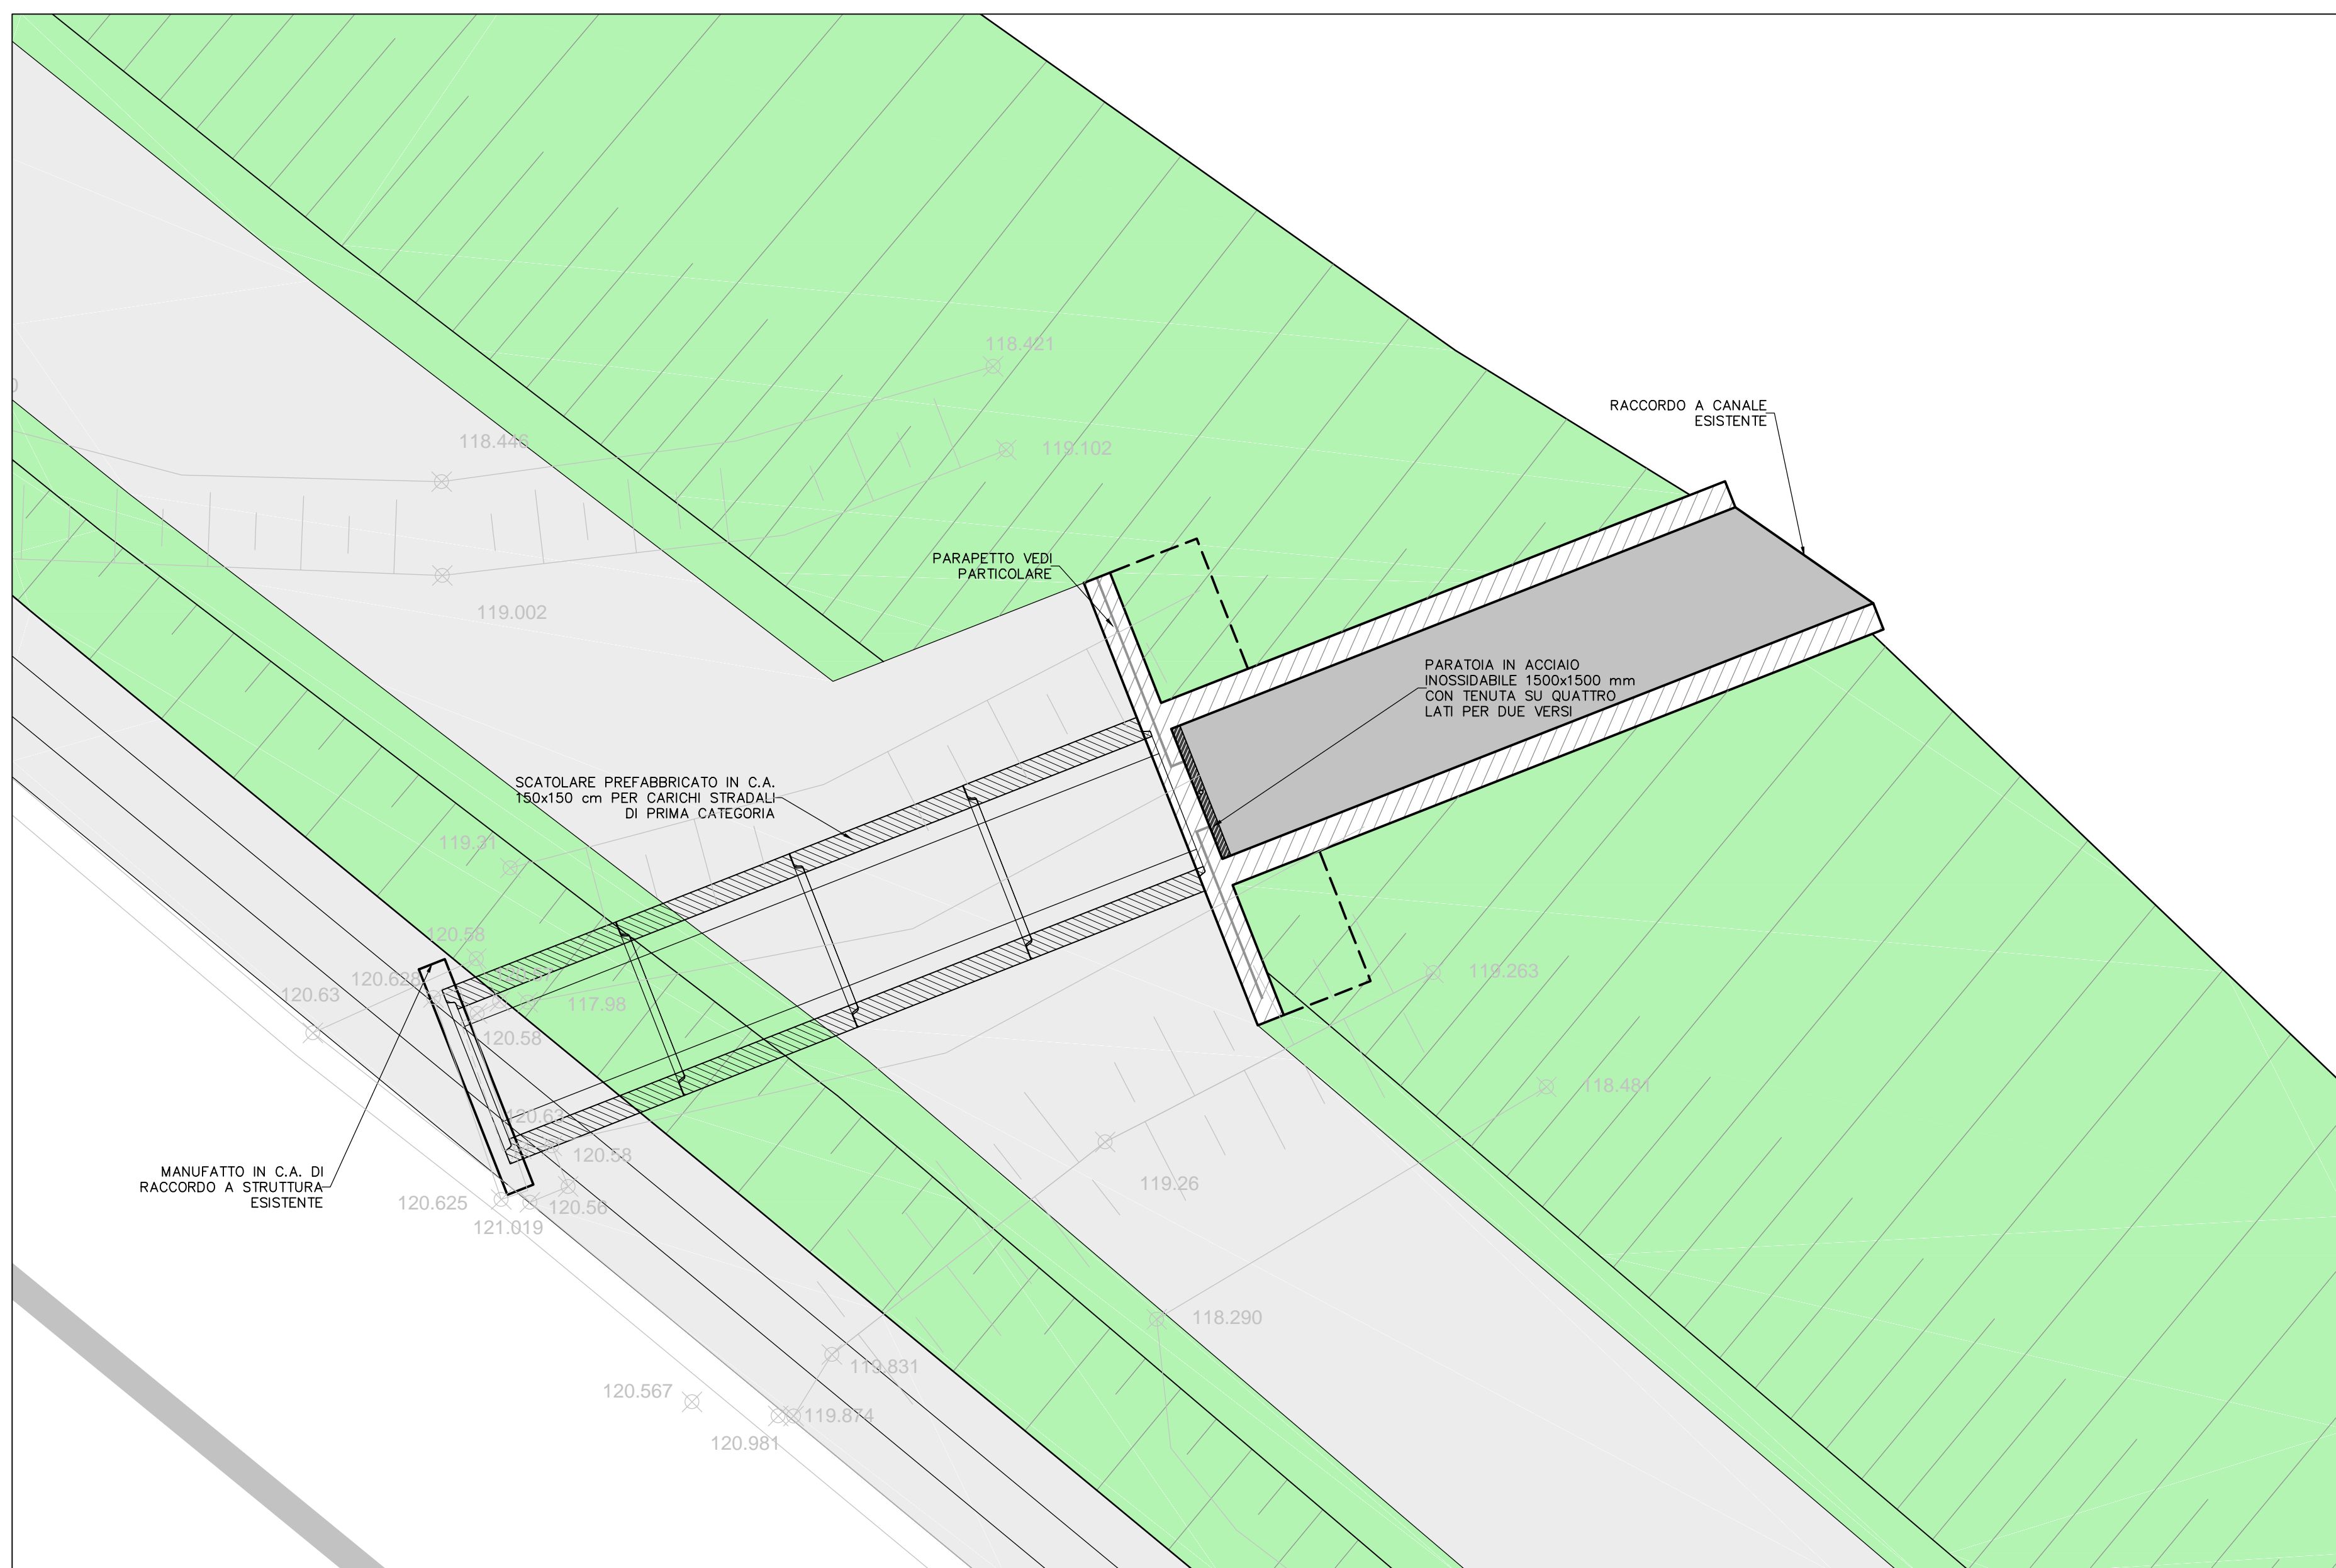 118.421
RACCORDO A CANALE
ESISTENTE
118.446
119.102
PARAPETTO VEDI
PARTICOLARE
119.002
PARATOIA IN ACCIAIO
INOSSIDABILE 1500x1500 mm
CON TENUTA SU QUATTRO
LATI PER DUE VERSI
SCATOLARE PREFABBRICATO IN C.A.
150x150 cm PER CARICHI STRADALI
DI PRIMA CATEGORIA
119.31
120.58
120.628
120.63
117.98
119.263
120.58
118.481
120.63
120.58
MANUFATTO IN C.A. DI
RACCORDO A STRUTTURA
ESISTENTE
119.26
120.625
120.56
121.019
118.290
119.831
120.567
119.874
120.981